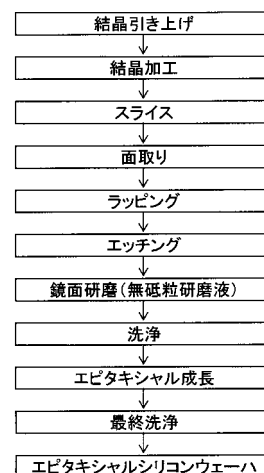 結晶引き上げ
結晶加工
スライス
面取り
ラッピング
エッチング
鏡面研磨(無砥粒研磨液)
洗浄
エピタキシャル成長
最終洗浄
エピタキシャルシリコンウェーハ